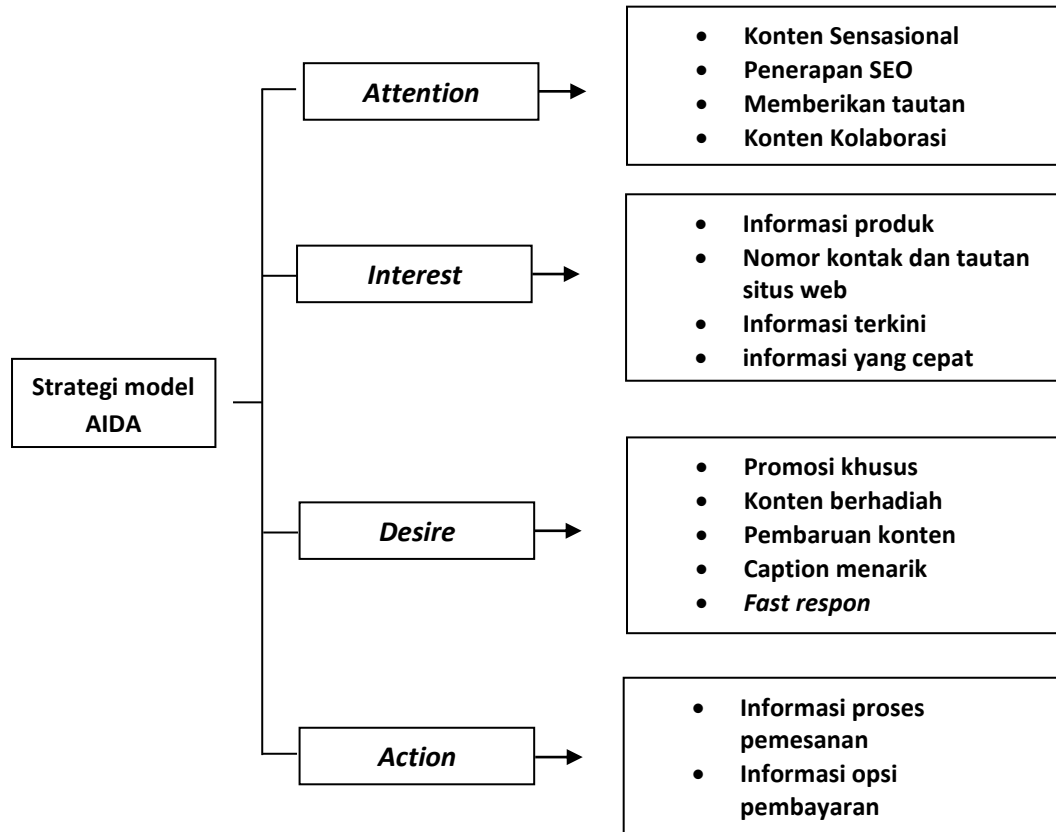 Strategi model
AIDA
Attention
• Konten Sensasional
• Penerapan SEO
• Memberikan tautan
• Konten Kolaborasi
Interest
• Informasi produk
• Nomor kontak dan tautan
situs web
• Informasi terkini
• informasi yang cepat
Desire
• Promosi khusus
• Konten berhadiah
• Pembaruan konten
• Caption menarik
• Fast respon
Action
• Informasi proses
pemesanan
• Informasi opsi
pembayaran